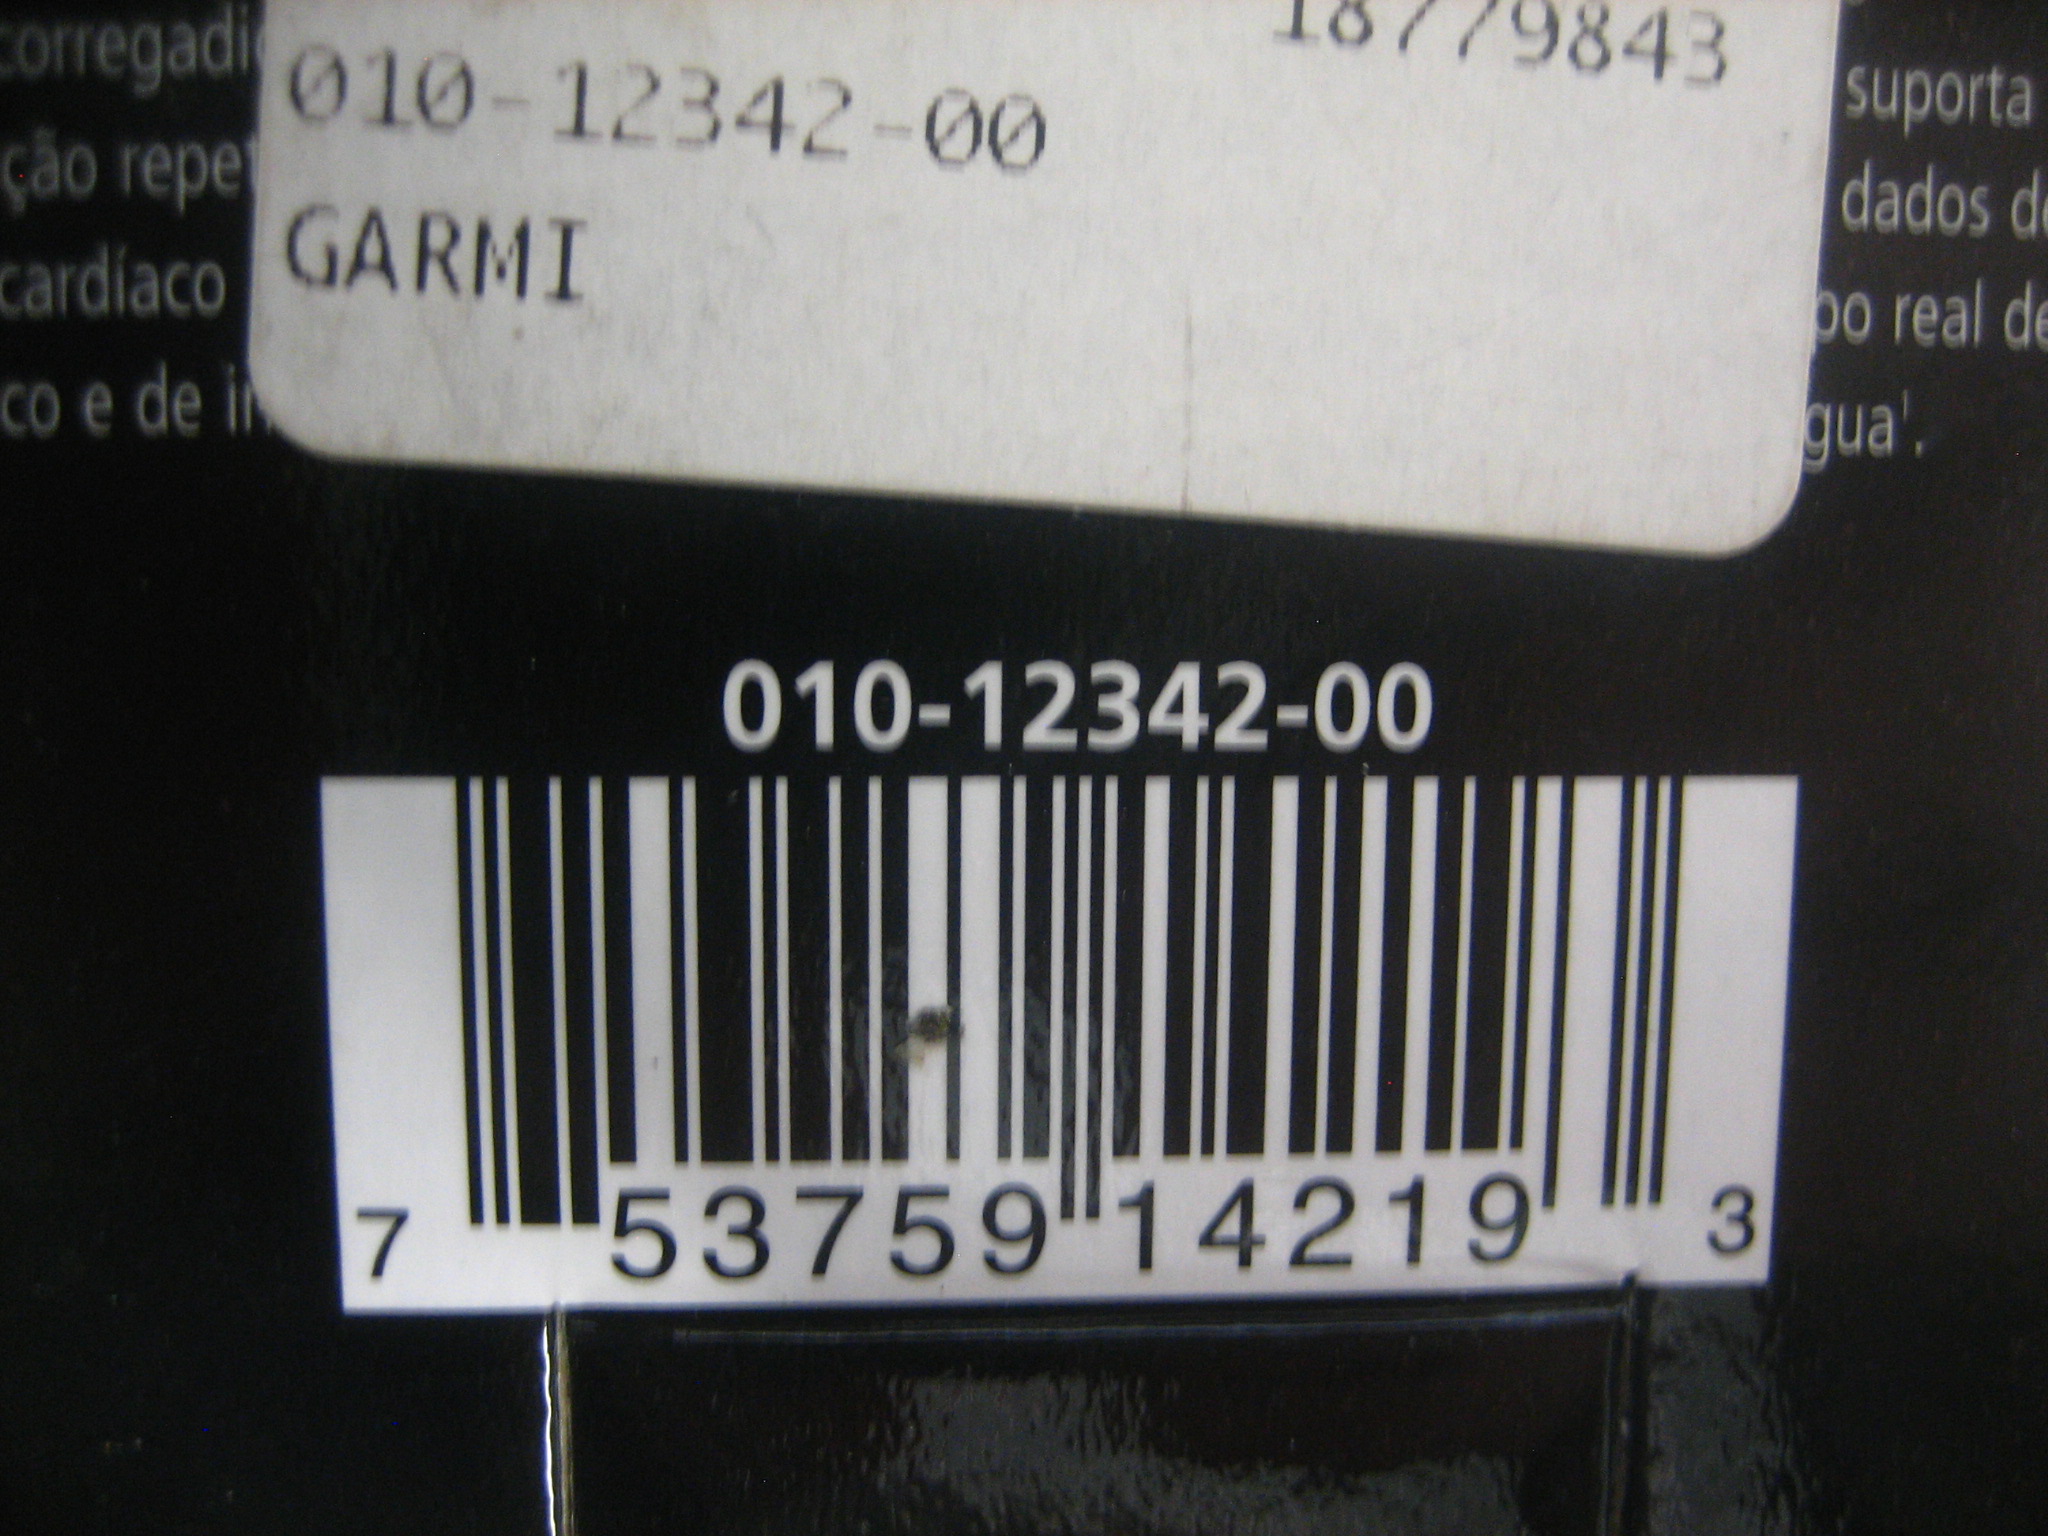 corregadi
18779843
010-12342-00
suporta
ção repe
dados d
GARMI
cardíaco
po real de
co e de i
gua'.
010-12342-00
7 53759 14219 3